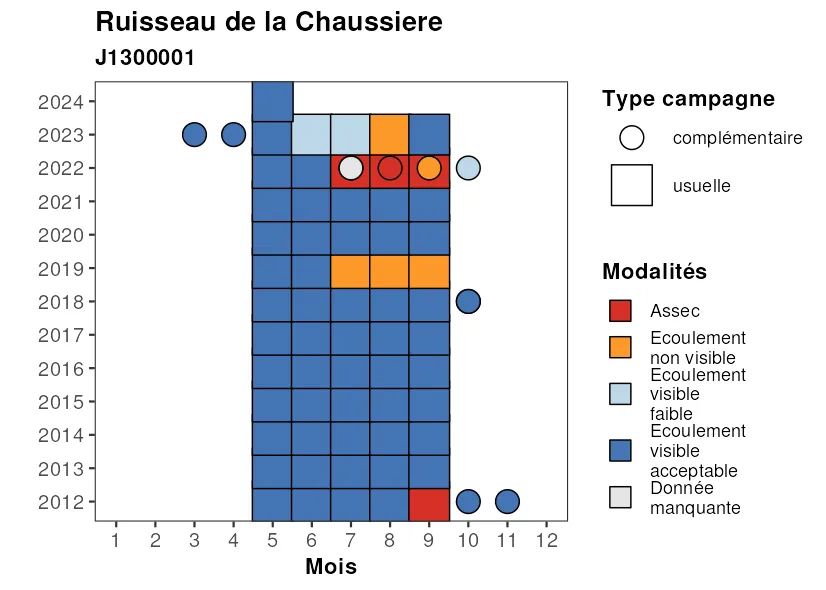 Ruisseau de la Chaussiere
J1300001
2024
2023
2022
2021
2020
2019
2018
2017
2016
2015
2014
2013
2012
1 2 3 4 5 6 7 8 9 10 11 12
Mois
Type campagne
complémentaire
usuelle
Modalités
Assec
Ecoulement
non visible
Ecoulement
visible
faible
Ecoulement
visible
acceptable
Donnée
manquante